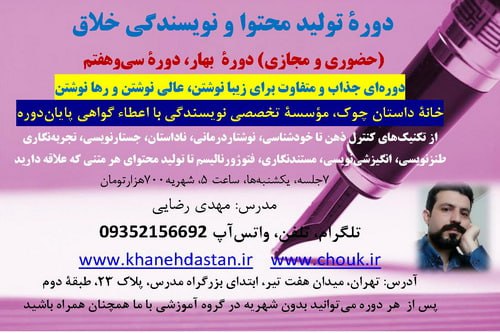 دورهٔ تولید محتوا و نویسندگی خلاق
(حضوری و مجازی) دورهٔ بهار، دورهٔ سی‌وهفتم
دوره‌ای جذاب و متفاوت برای زیبا نوشتن، عالی نوشتن و رها نوشتن
خانهٔ داستان چوک، مؤسسهٔ تخصصی نویسندگی با اعطاء گواهی پایان‌دوره
از تکنیک‌های کنترل ذهن تا خودشناسی، نوشتاردرمانی، ناداستان، جستارنویسی، تجربه‌نگاری
طنزنویسی، انگیزشی‌نویسی، مستندنگاری، فتوژورنالیسم تا تولید محتوای هر متنی که علاقه دارید
۷جلسه، یکشنبه‌ها، ساعت ۵، شهریه۷۰۰هزارتومان
مدرس: مهدی رضایی
تلگرام، تلفن، واتس‌آپ 09352156692
www.khanehdastan.ir www.chouk.ir
آدرس: تهران، میدان هفت تیر، ابتدای بزرگراه مدرس، پلاک ۲۳، طبقهٔ دوم
پس از هر دوره می‌توانید بدون شهریه در گروه آموزشی با ما همچنان همراه باشید